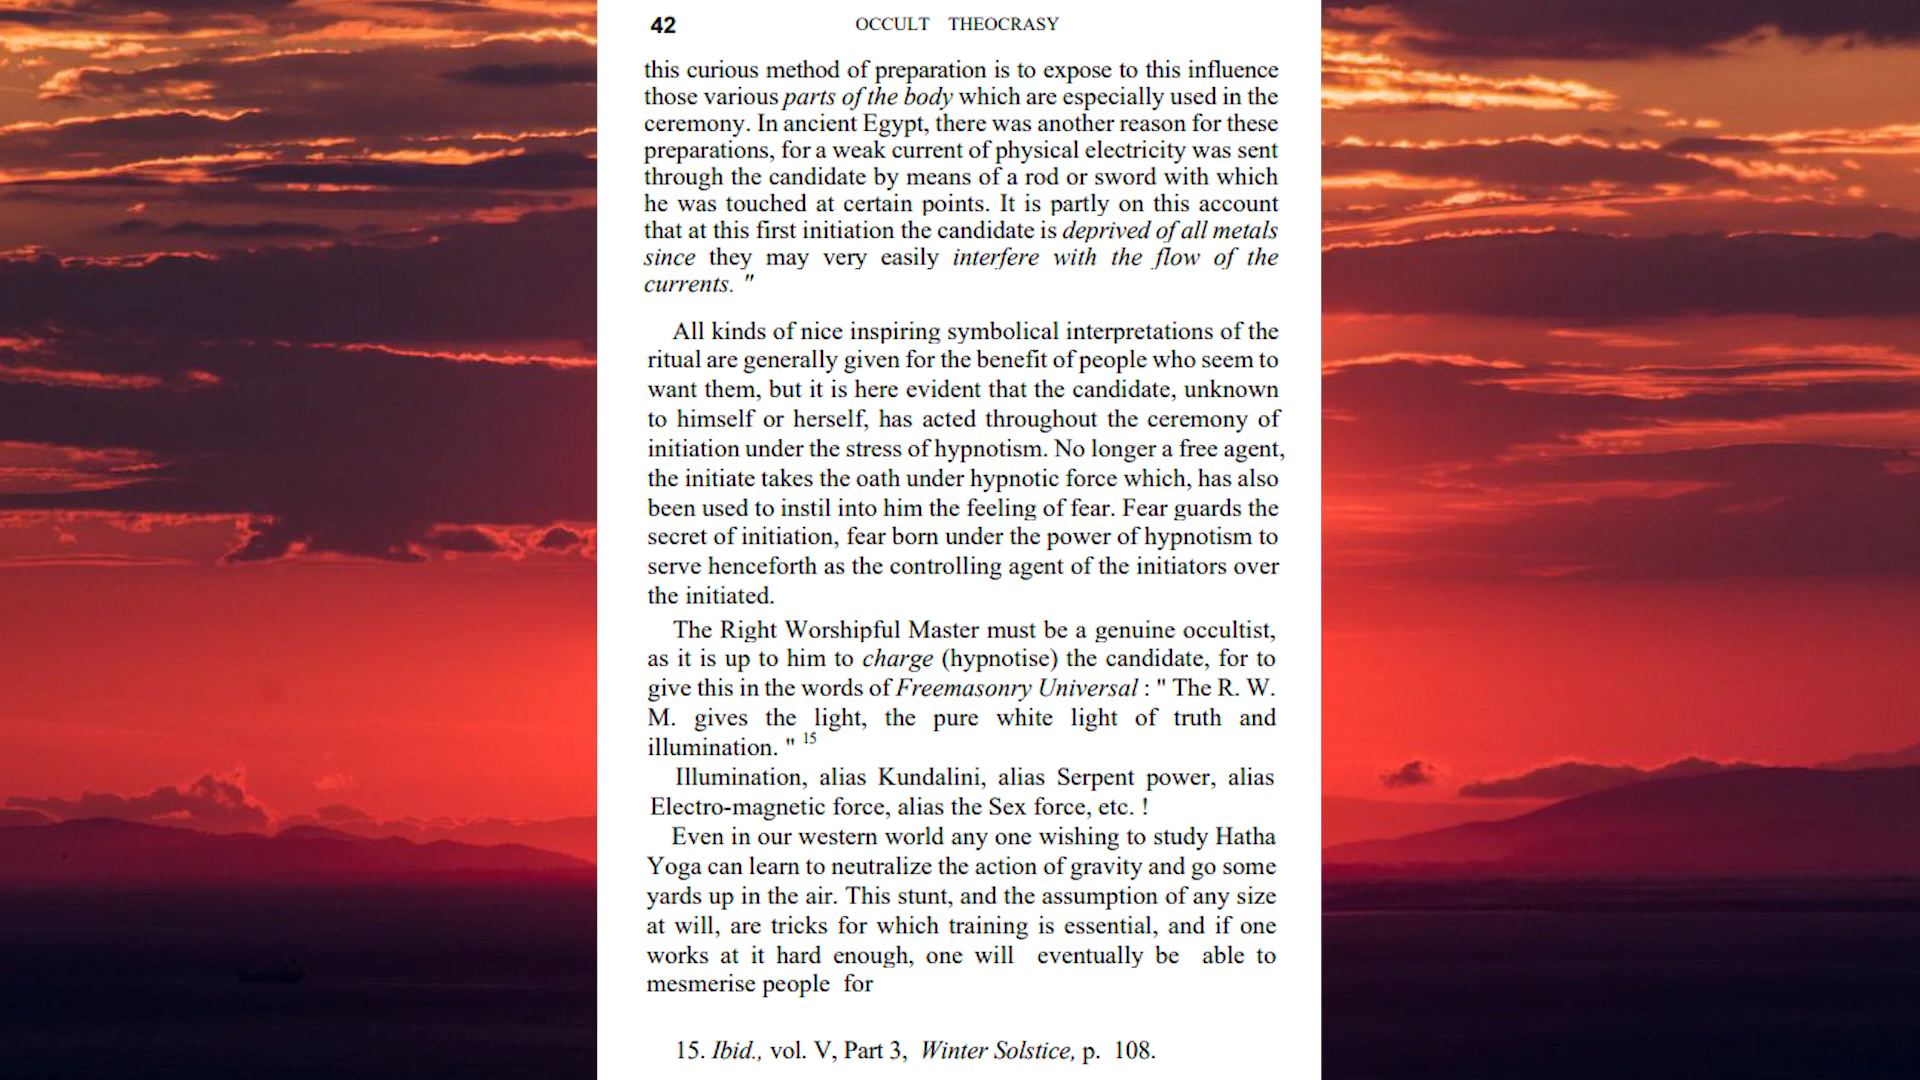 42
OCCULT THEOCRASY
this curious method of preparation is to expose to this influence
those various parts of the body which are especially used in the
ceremony. In ancient Egypt, there was another reason for these
preparations, for a weak current of physical electricity was sent
through the candidate by means of a rod or sword with which
he was touched at certain points. It is partly on this account
that at this first initiation the candidate is deprived of all metals
since they may very easily interfere with the flow of the
currents. "
All kinds of nice inspiring symbolical interpretations of the
ritual are generally given for the benefit of people who seem to
want them, but it is here evident that the candidate, unknown
to himself or herself, has acted throughout the ceremony of
initiation under the stress of hypnotism. No longer a free agent,
the initiate takes the oath under hypnotic force which, has also
been used to instil into him the feeling of fear. Fear guards the
secret of initiation, fear born under the power of hypnotism to
serve henceforth as the controlling agent of the initiators over
the initiated.
The Right Worshipful Master must be a genuine occultist,
as it is up to him to charge (hypnotise) the candidate, for to
give this in the words of Freemasonry Universal : " The R. W.
M. gives the light, the pure white light of truth and
illumination. " 15
Illumination, alias Kundalini, alias Serpent power, alias
Electro-magnetic force, alias the Sex force, etc. !
Even in our western world any one wishing to study Hatha
Yoga can learn to neutralize the action of gravity and go some
yards up in the air. This stunt, and the assumption of any size
at will, are tricks for which training is essential, and if one
works at it hard enough, one will eventually be able to
mesmerise people for
15. Ibid., vol. V, Part 3, Winter Solstice, p. 108.